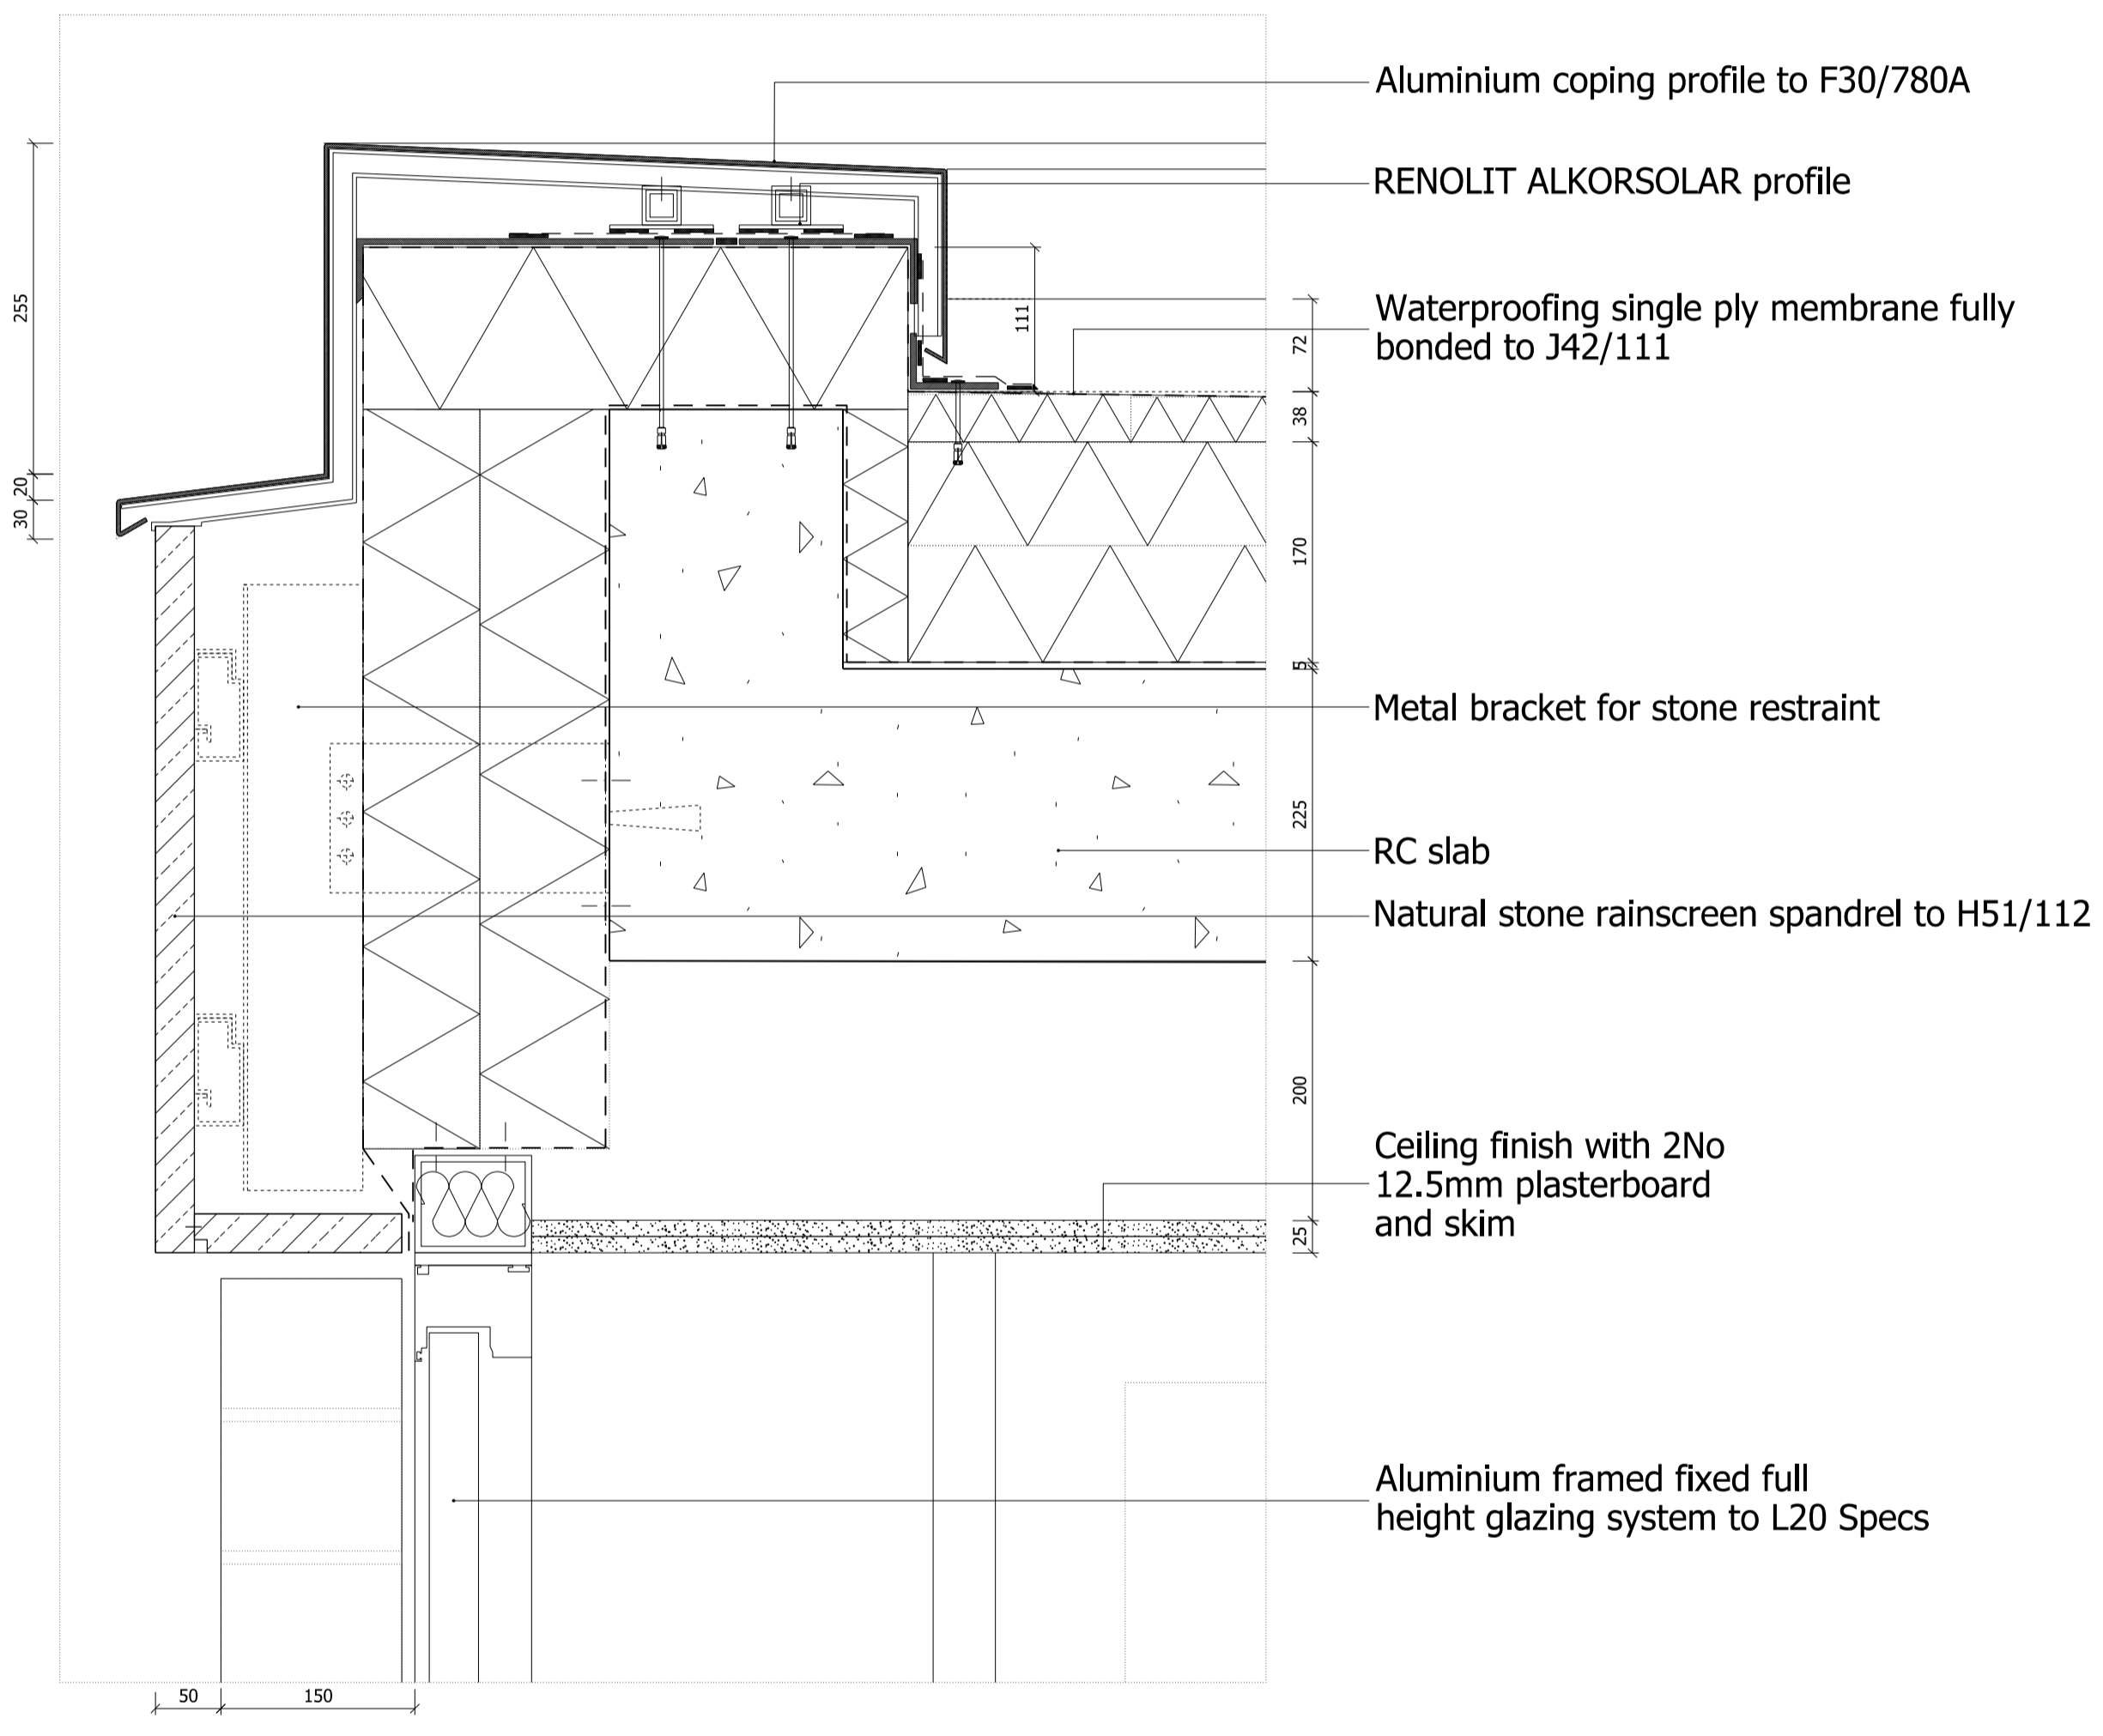 Aluminium coping profile to F30/780A
RENOLIT ALKORSOLAR profile
Waterproofing single ply membrane fully
bonded to J42/111
Metal bracket for stone restraint
RC slab
Natural stone rainscreen spandrel to H51/112
Ceiling finish with 2No
12.5mm plasterboard
and skim
Aluminium framed fixed full
height glazing system to L20 Specs
255
20
30
111
72
38
170
5
225
200
25
50
150